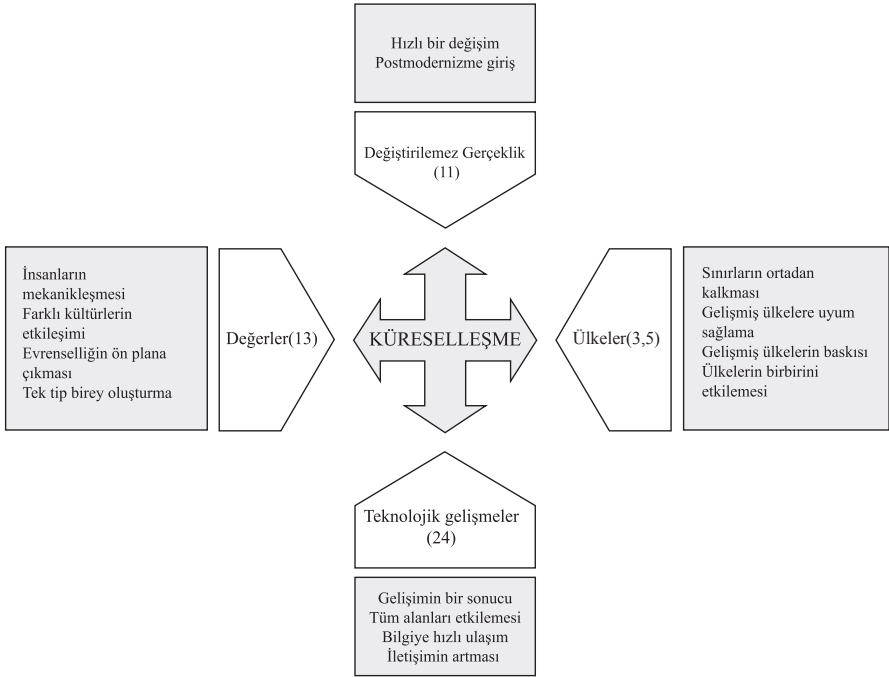 Hızlı bir değişim
Postmodernizme giriş
Değiştirilemez Gerçeklik
(11)
İnsanların
mekanikleşmesi
Farklı kültürlerin
etkileşimi
Evrenselliğin ön plana
çıkması
Tek tip birey oluşturma
Değerler(13)
KÜRESELLEŞME
Ülkeler(3,5)
Sınırların ortadan
kalkması
Gelişmiş ülkelere uyum
sağlama
Gelişmiş ülkelerin baskısı
Ülkelerin birbirini
etkilemesi
Teknolojik gelişmeler
(24)
Gelişimin bir sonucu
Tüm alanları etkilemesi
Bilgiye hızlı ulaşım
İletişimin artması